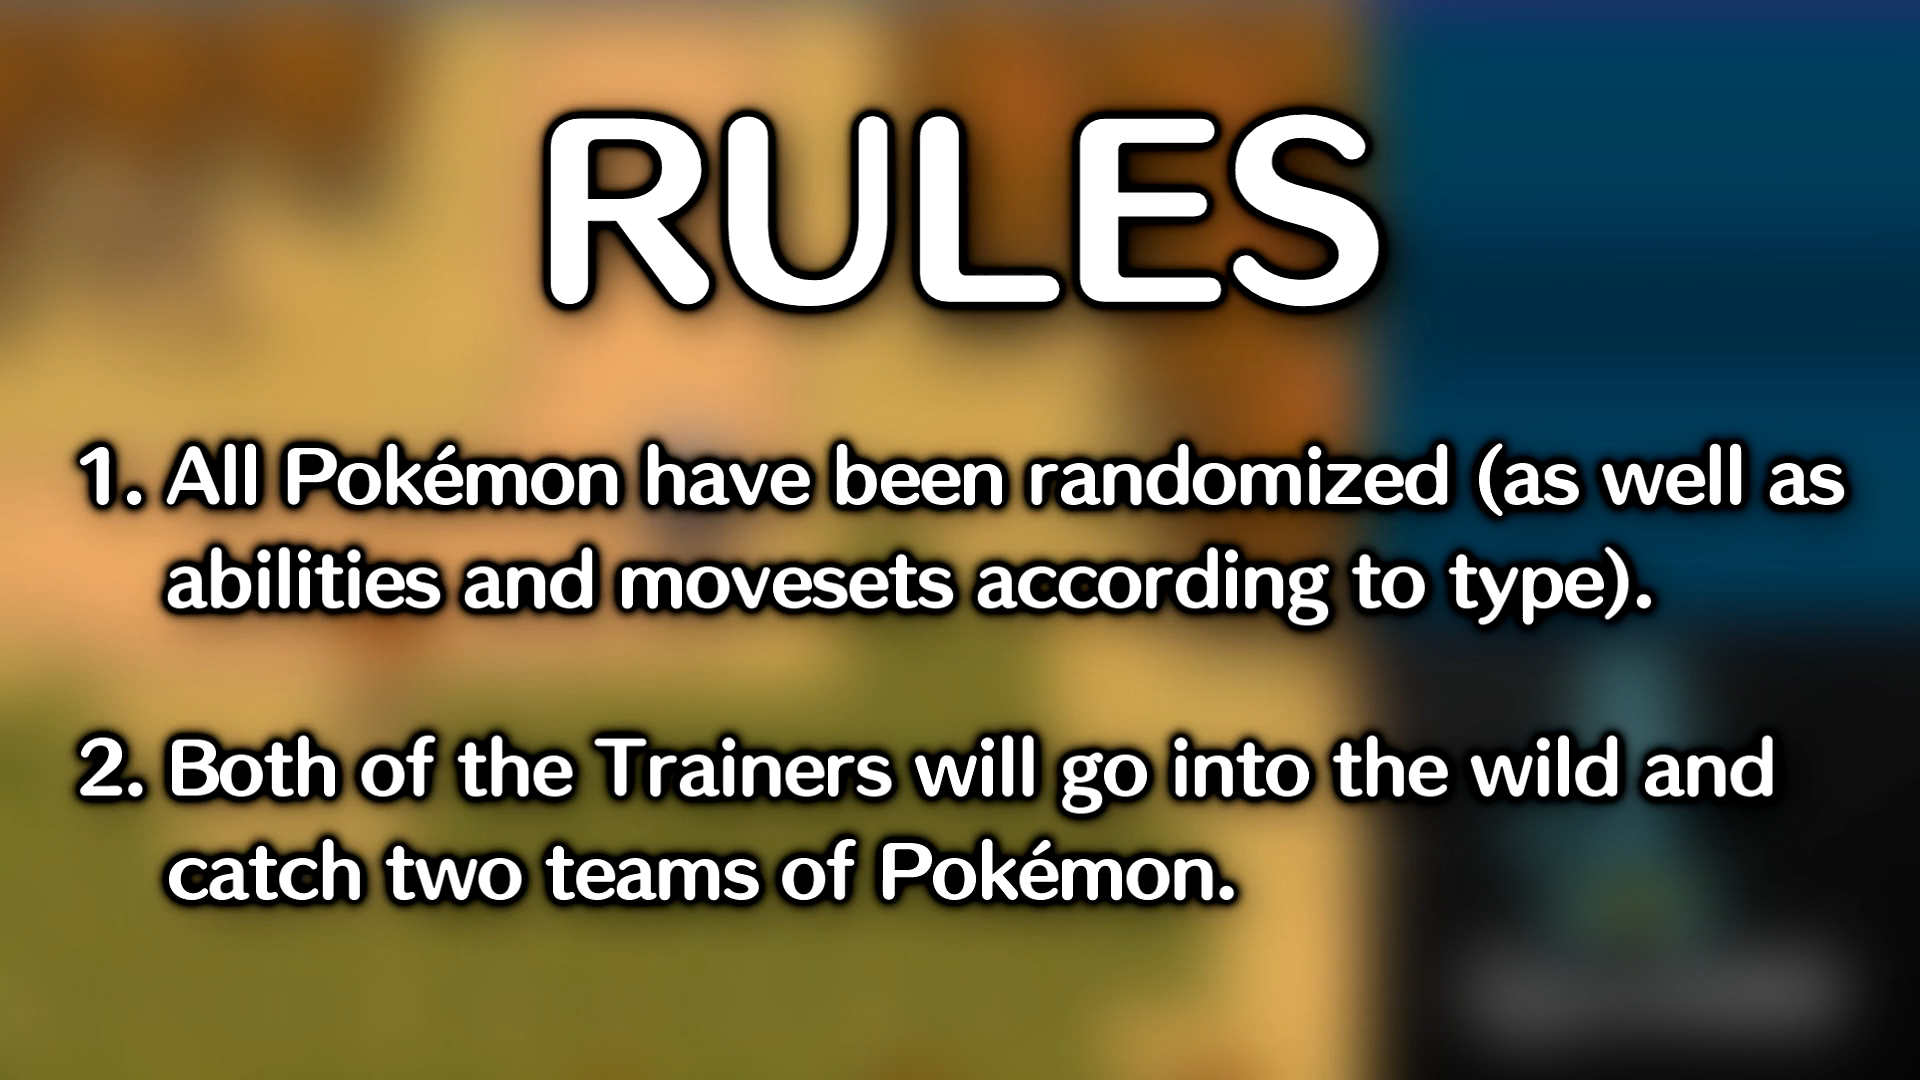 RULES
1. All Pokémon have been randomized (as well as
abilities and movesets according to type).
2. Both of the Trainers will go into the wild and
catch two teams of Pokémon.